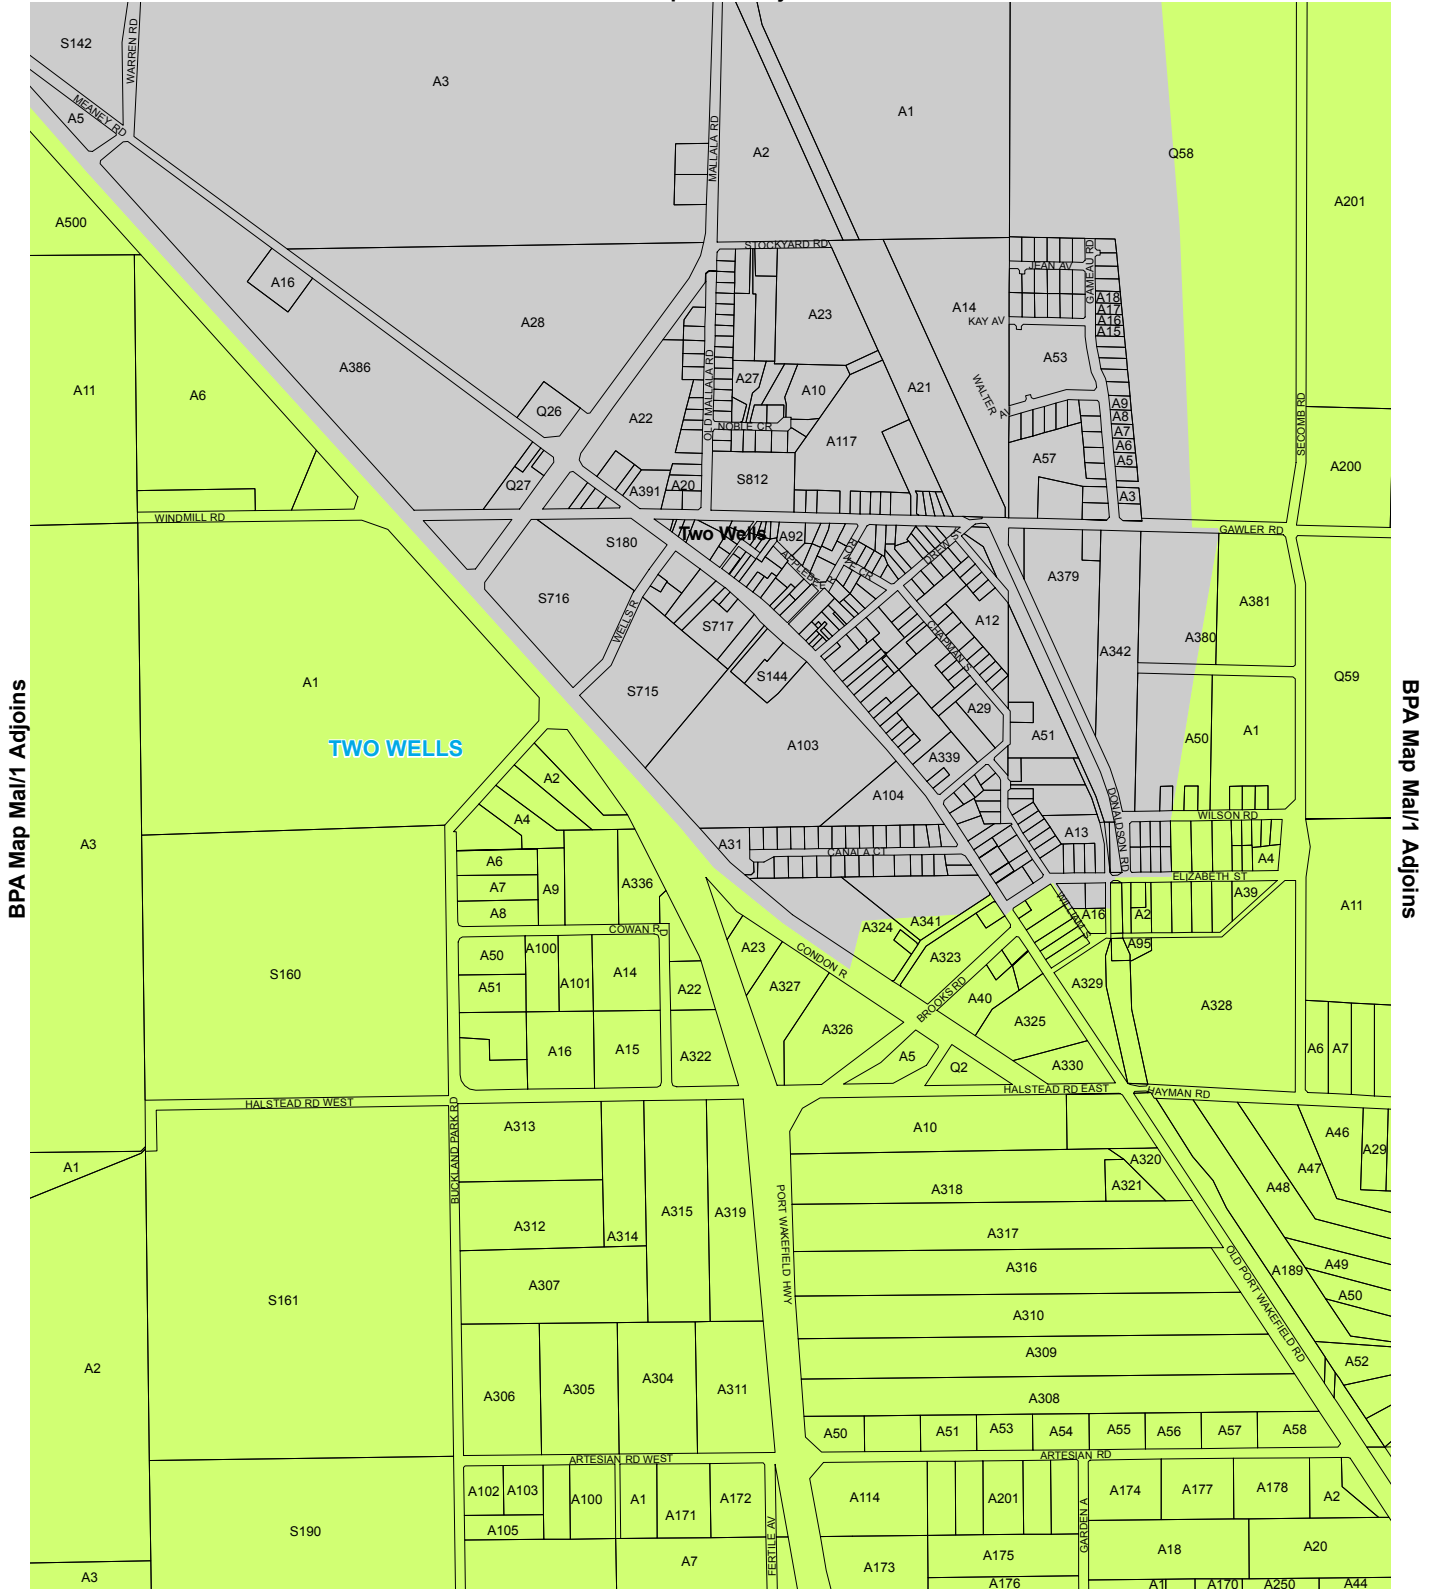 S142
WARREN RD
A3
MEANEY RD
A5
MALLALA RD
A2
A1
Q58
A201
A500
STOCKYARD RD
JEAN AV
GAMEAU RD
A16
A18
A17
A16
A15
A28
A23
A14
KAY AV
A53
A386
OLD MALLALA RD
A27
A10
A21
WALTER AV
A11
A6
Q26
A22
NOBLE CR
A117
A9
A8
A7
A6
A5
A57
SECOMB RD
A200
Q27
A391
A20
S812
A3
WINDMILL RD
Two Wells
A92
GAWLER RD
S180
APPLEBEE R
DREW ST
A379
S716
WELLS R
S717
CHAPMAN S
A12
A342
A380
A381
S144
Q59
A1
S715
A29
TWO WELLS
A103
A339
A51
A50
A1
BPA Map Mal/1 Adjoins
BPA Map Mal/1 Adjoins
A2
A104
DONALDSON RD
WILSON RD
A4
A3
A31
CANALA CT
A13
A4
A6
A7
A8
A9
A336
ELIZABETH ST
A39
WILLIAM S
A16
A2
A11
A324
A341
COWAN RD
A50
A100
A51
A101
A14
A22
A23
CONDON R
A327
A323
A95
S160
BROOKS RD
A40
A329
A328
A326
A325
A16
A15
A322
A5
Q2
A330
A6
A7
HALSTEAD RD WEST
HALSTEAD RD EAST
HAYMAN RD
BUCKLAND PARK RD
A313
A10
A46
A29
A1
A320
A321
A47
A48
A318
A312
A314
A315
A319
PORT WAKEFIELD HWY
A317
A316
OLD PORT WAKEFIELD RD
A189
A49
A50
A307
S161
A310
A309
A52
A2
A306
A305
A304
A311
A308
A50
A51
A53
A54
A55
A56
A57
A58
ARTESIAN RD WEST
ARTESIAN RD
A102
A103
A100
A1
A171
A172
A105
FERTILE AV
A114
A201
GARDEN A
A174
A177
A178
A2
S190
A7
A173
A175
A176
A18
A20
A3
A1
A170
A250
A44